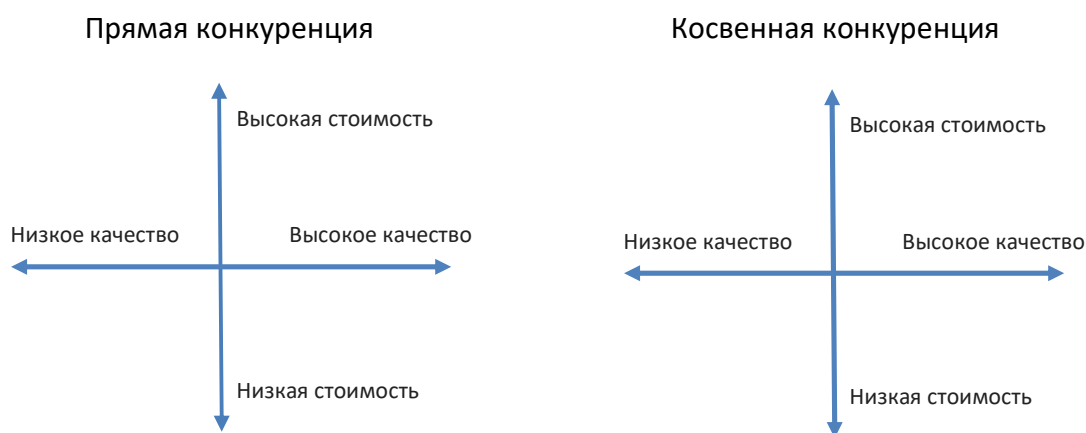 Прямая конкуренция
Высокая стоимость
Низкое качество
Высокое качество
Низкая стоимость
Косвенная конкуренция
Высокая стоимость
Низкое качество
Высокое качество
Низкая стоимость